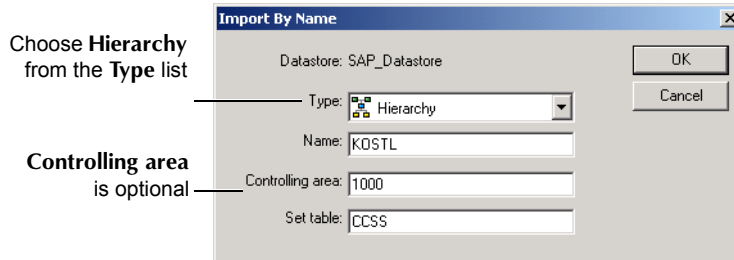 Import By Name
Choose Hierarchy
from the Type list
Datastore: SAP_Datastore
OK
Type: Hierarchy
Cancel
Name: KOSTL
Controlling area
is optional
Controlling area: 1000
Set table: CCSS